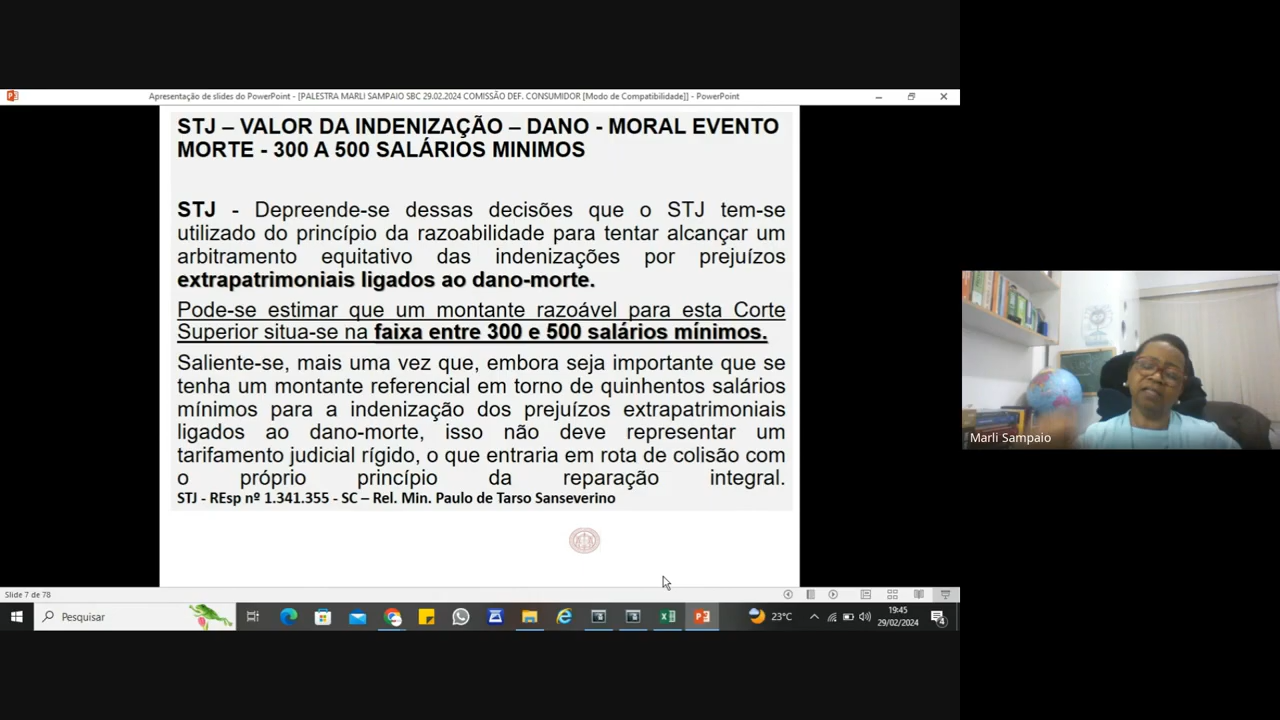 Apresentação de slides do PowerPoint - [PALESTRA MARLI SAMPAIO SBC 29.02.2024 COMISSÃO DEF. CONSUMIDOR [Modo de Compatibilidade]] - PowerPoint
STJ – VALOR DA INDENIZAÇÃO – DANO - MORAL EVENTO
MORTE - 300 A 500 SALÁRIOS MINIMOS
STJ - Depreende-se dessas decisões que o STJ tem-se
utilizado do princípio da razoabilidade para tentar alcançar um
arbitramento equitativo das indenizações por prejuízos
extrapatrimoniais ligados ao dano-morte.
Pode-se estimar que um montante razoável para esta Corte
Superior situa-se na faixa entre 300 e 500 salários mínimos.
Saliente-se, mais uma vez que, embora seja importante que se
tenha um montante referencial em torno de quinhentos salários
mínimos para a indenização dos prejuízos extrapatrimoniais
ligados ao dano-morte, isso não deve representar um
tarifamento judicial rígido, o que entraria em rota de colisão com
o próprio princípio da reparação integral.
STJ - REsp nº 1.341.355 - SC – Rel. Min. Paulo de Tarso Sanseverino
Marli Sampaio
Slide 7 de 78
Pesquisar
23°C
19:45
29/02/2024
4